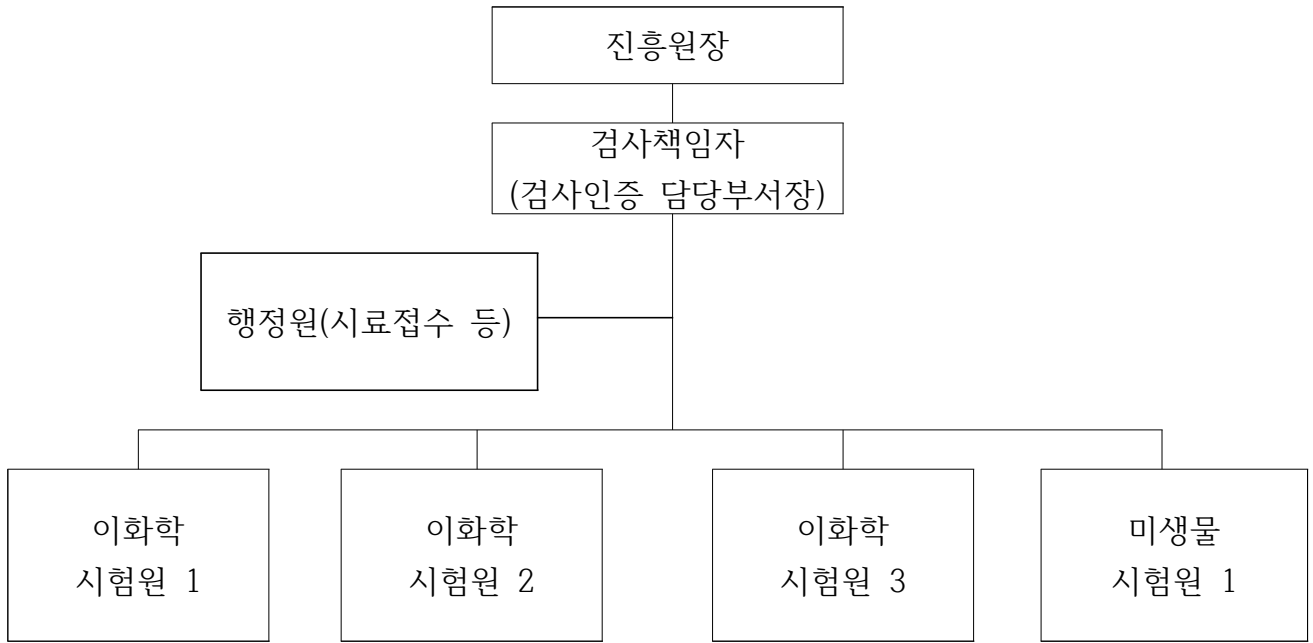 진흥원장
검사책임자
(검사인증 담당부서장)
행정원(시료접수 등)
이화학
시험원 1
이화학
시험원 2
이화학
시험원 3
미생물
시험원 1